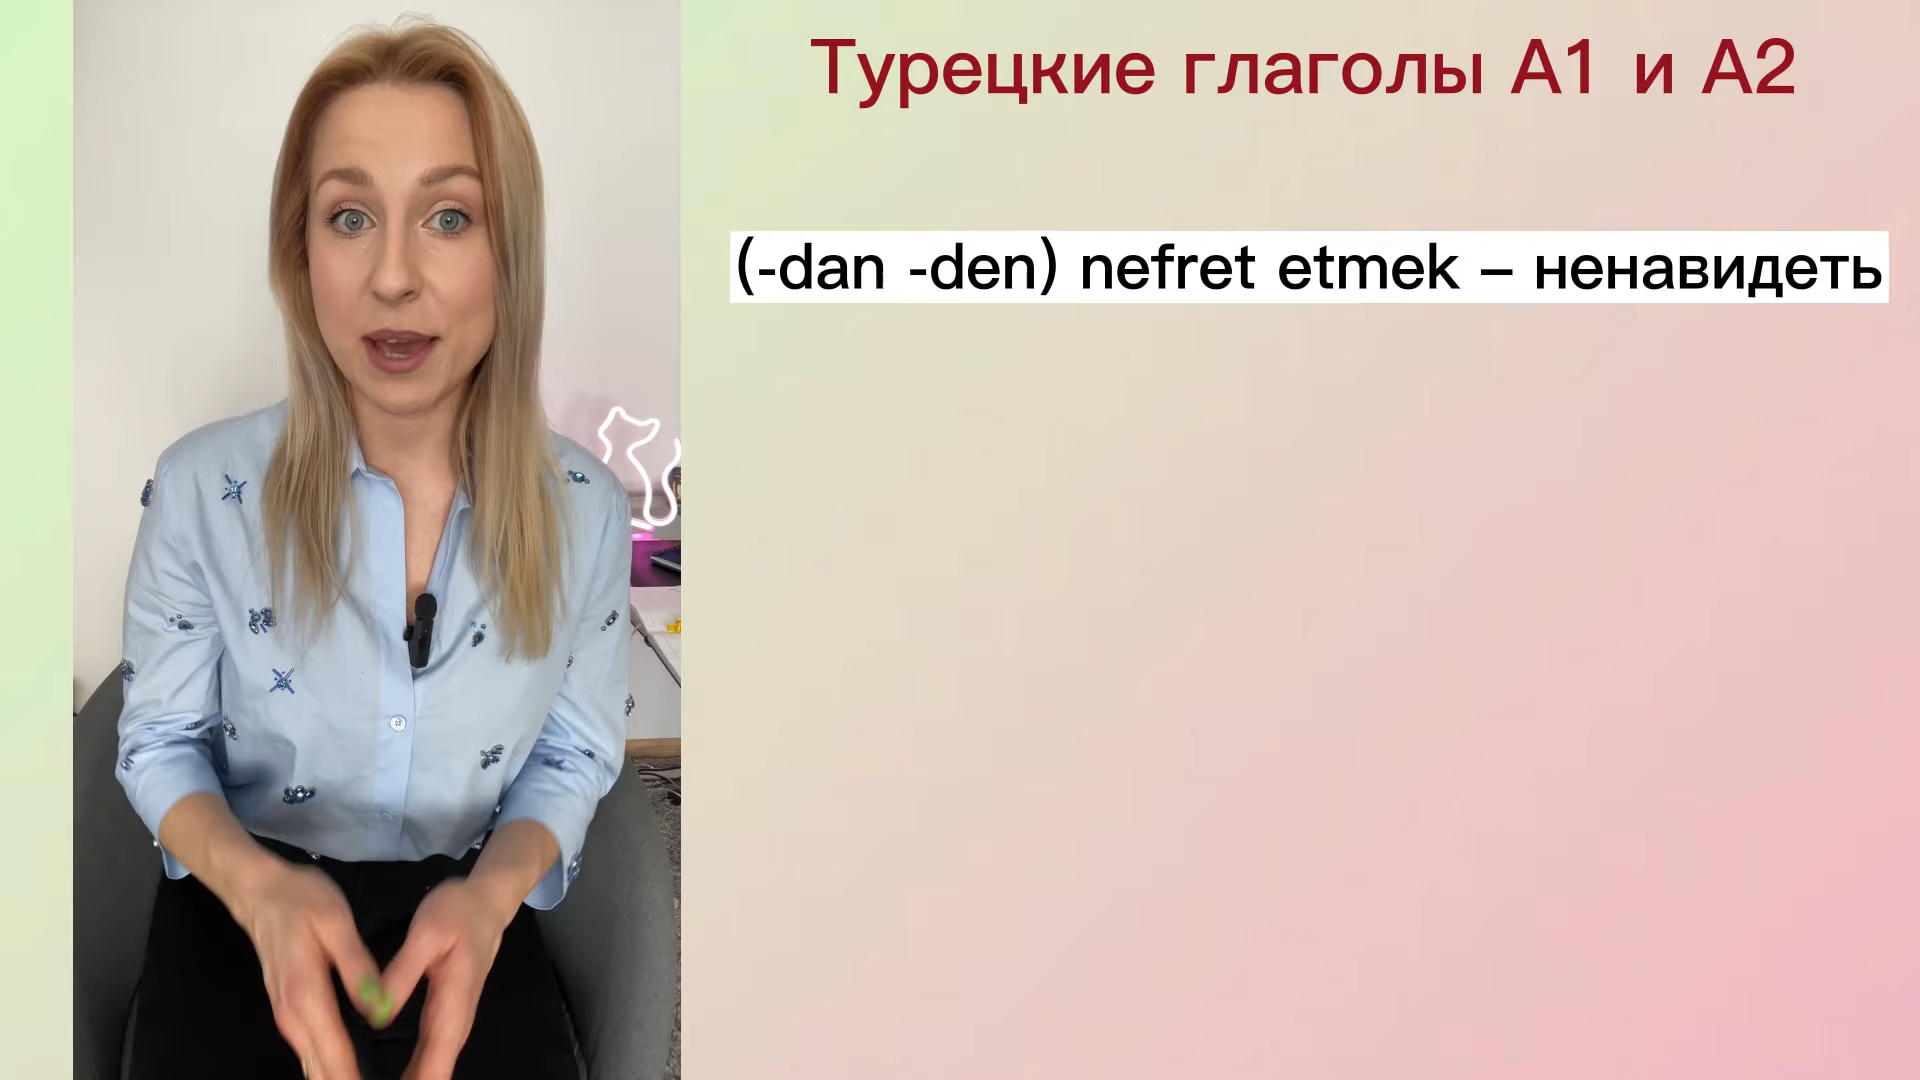 Турецкие глаголы А1 и А2
(-dan -den) nefret etmek – ненавидеть